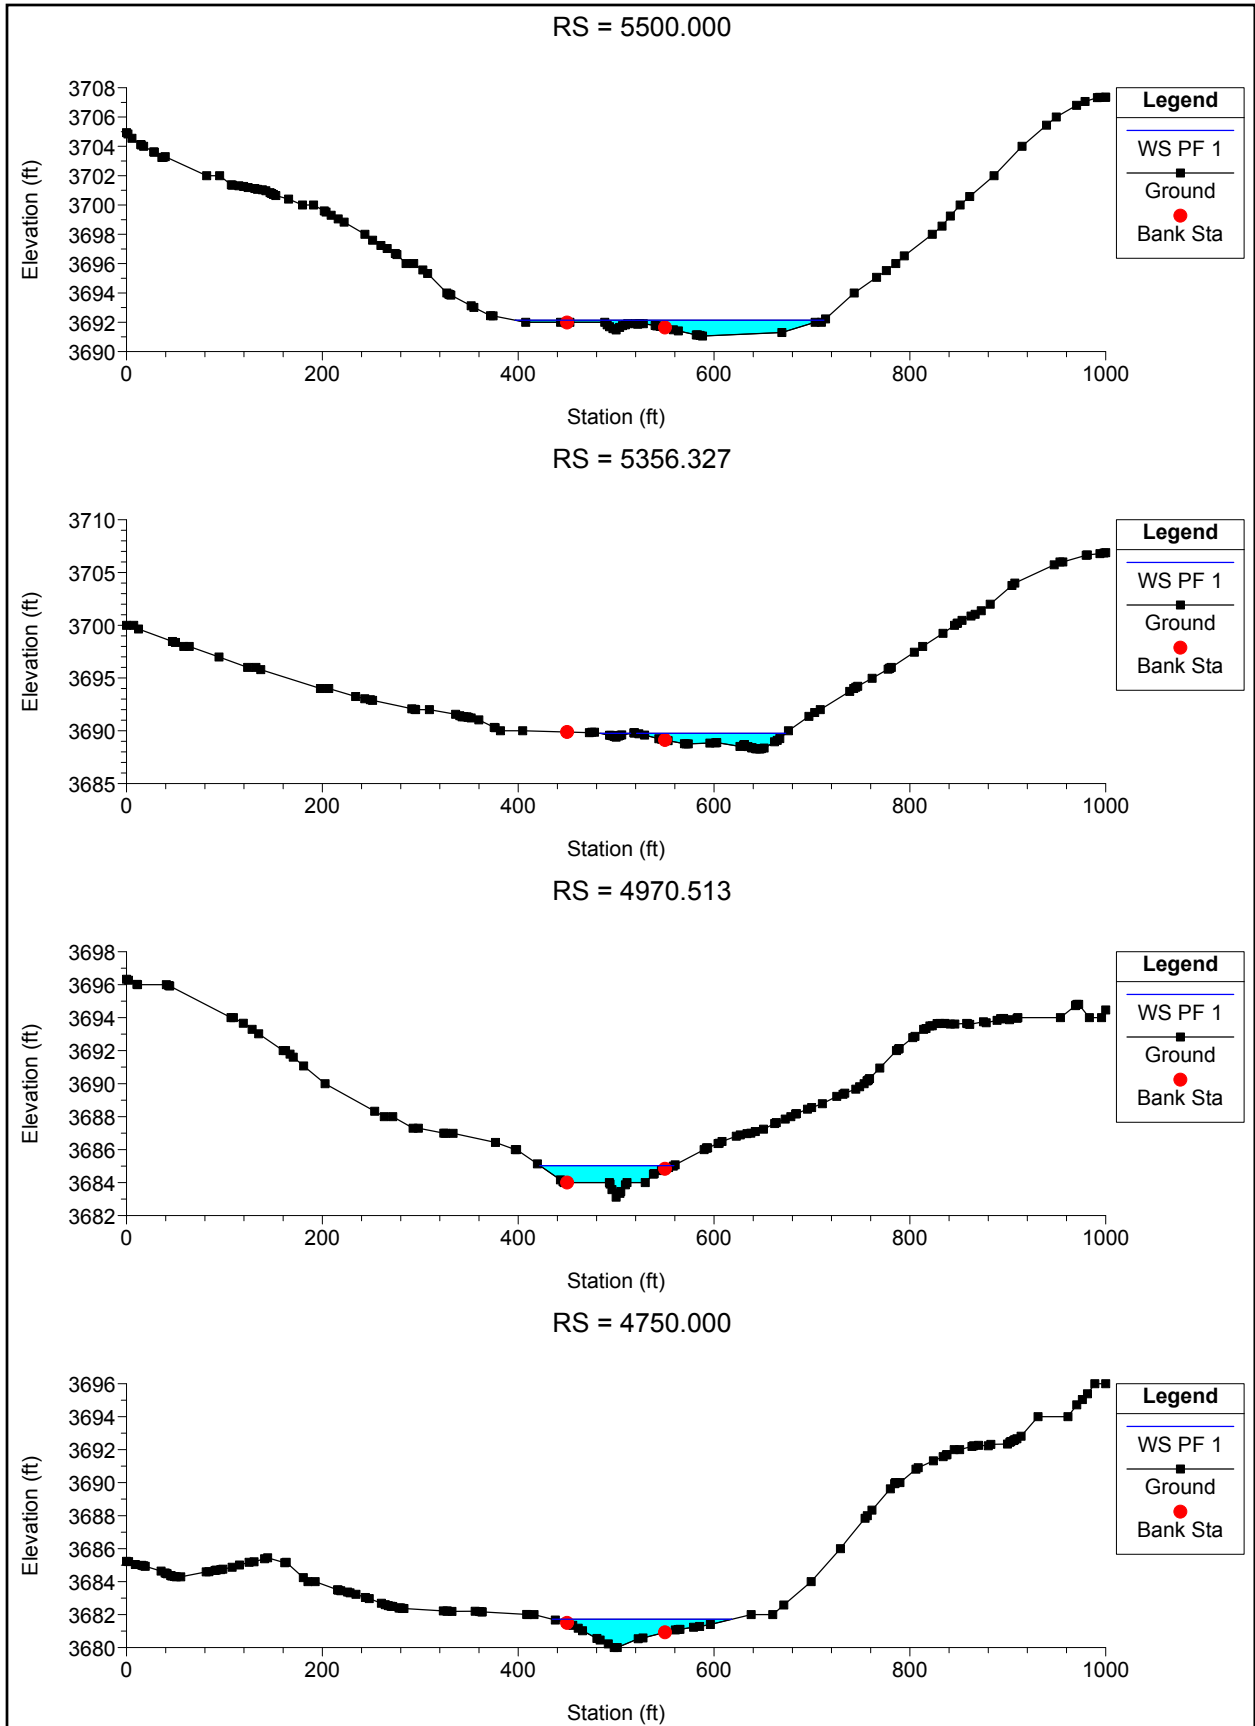 RS = 5500.000
3708
3706
3704
3702
3700
3698
3696
3694
3692
3690
Elevation (ft)
0 200 400 600 800 1000
Station (ft)
Legend
WS PF 1
Ground
Bank Sta
RS = 5356.327
3710
3705
3700
3695
3690
3685
Elevation (ft)
0 200 400 600 800 1000
Station (ft)
Legend
WS PF 1
Ground
Bank Sta
RS = 4970.513
3698
3696
3694
3692
3690
3688
3686
3684
3682
Elevation (ft)
0 200 400 600 800 1000
Station (ft)
Legend
WS PF 1
Ground
Bank Sta
RS = 4750.000
3696
3694
3692
3690
3688
3686
3684
3682
3680
Elevation (ft)
0 200 400 600 800 1000
Station (ft)
Legend
WS PF 1
Ground
Bank Sta